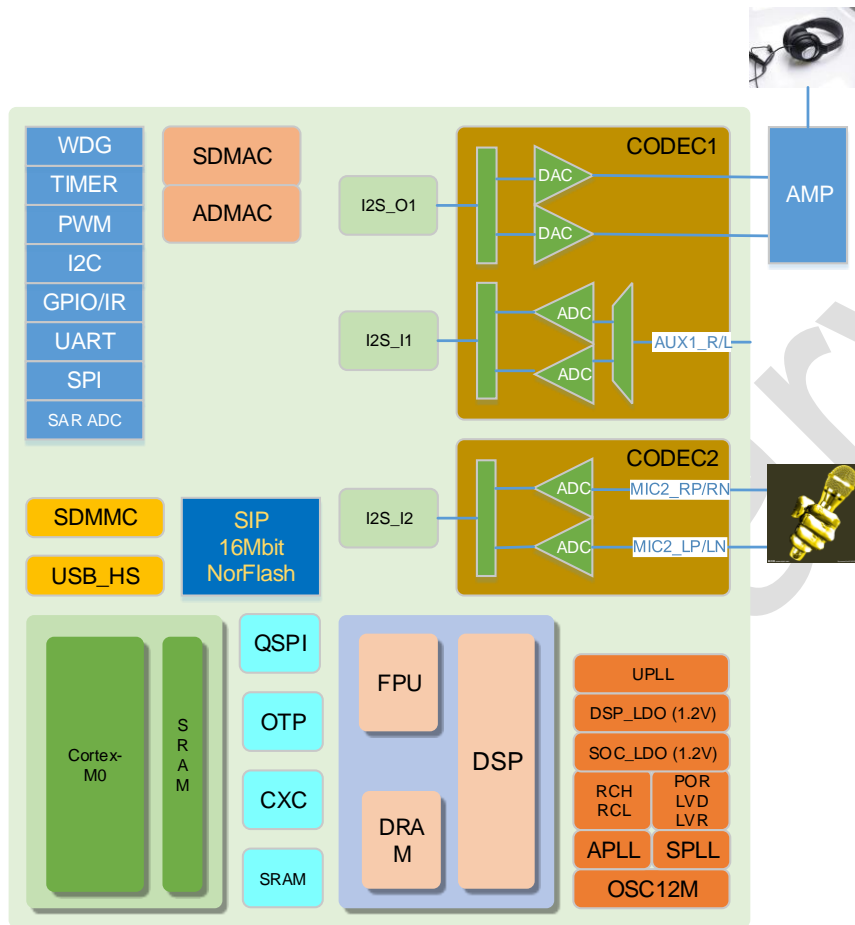 WDG
TIMER
PWM
I2C
GPIO/IR
UART
SPI
SAR ADC
SDMAC
ADMAC
I2S_O1
CODEC1
DAC
DAC
AMP
I2S_I1
ADC
ADC
AUX1_R/L
I2S_I2
CODEC2
ADC
MIC2_RP/RN
ADC
MIC2_LP/LN
SDMMC
USB_HS
SIP
16Mbit
NorFlash
Cortex-
M0
S
R
A
M
QSPI
OTP
CXC
SRAM
FPU
DRA
M
DSP
UPLL
DSP_LDO (1.2V)
SOC_LDO (1.2V)
RCH
RCL
POR
LVD
LVR
APLL
SPLL
OSC12M